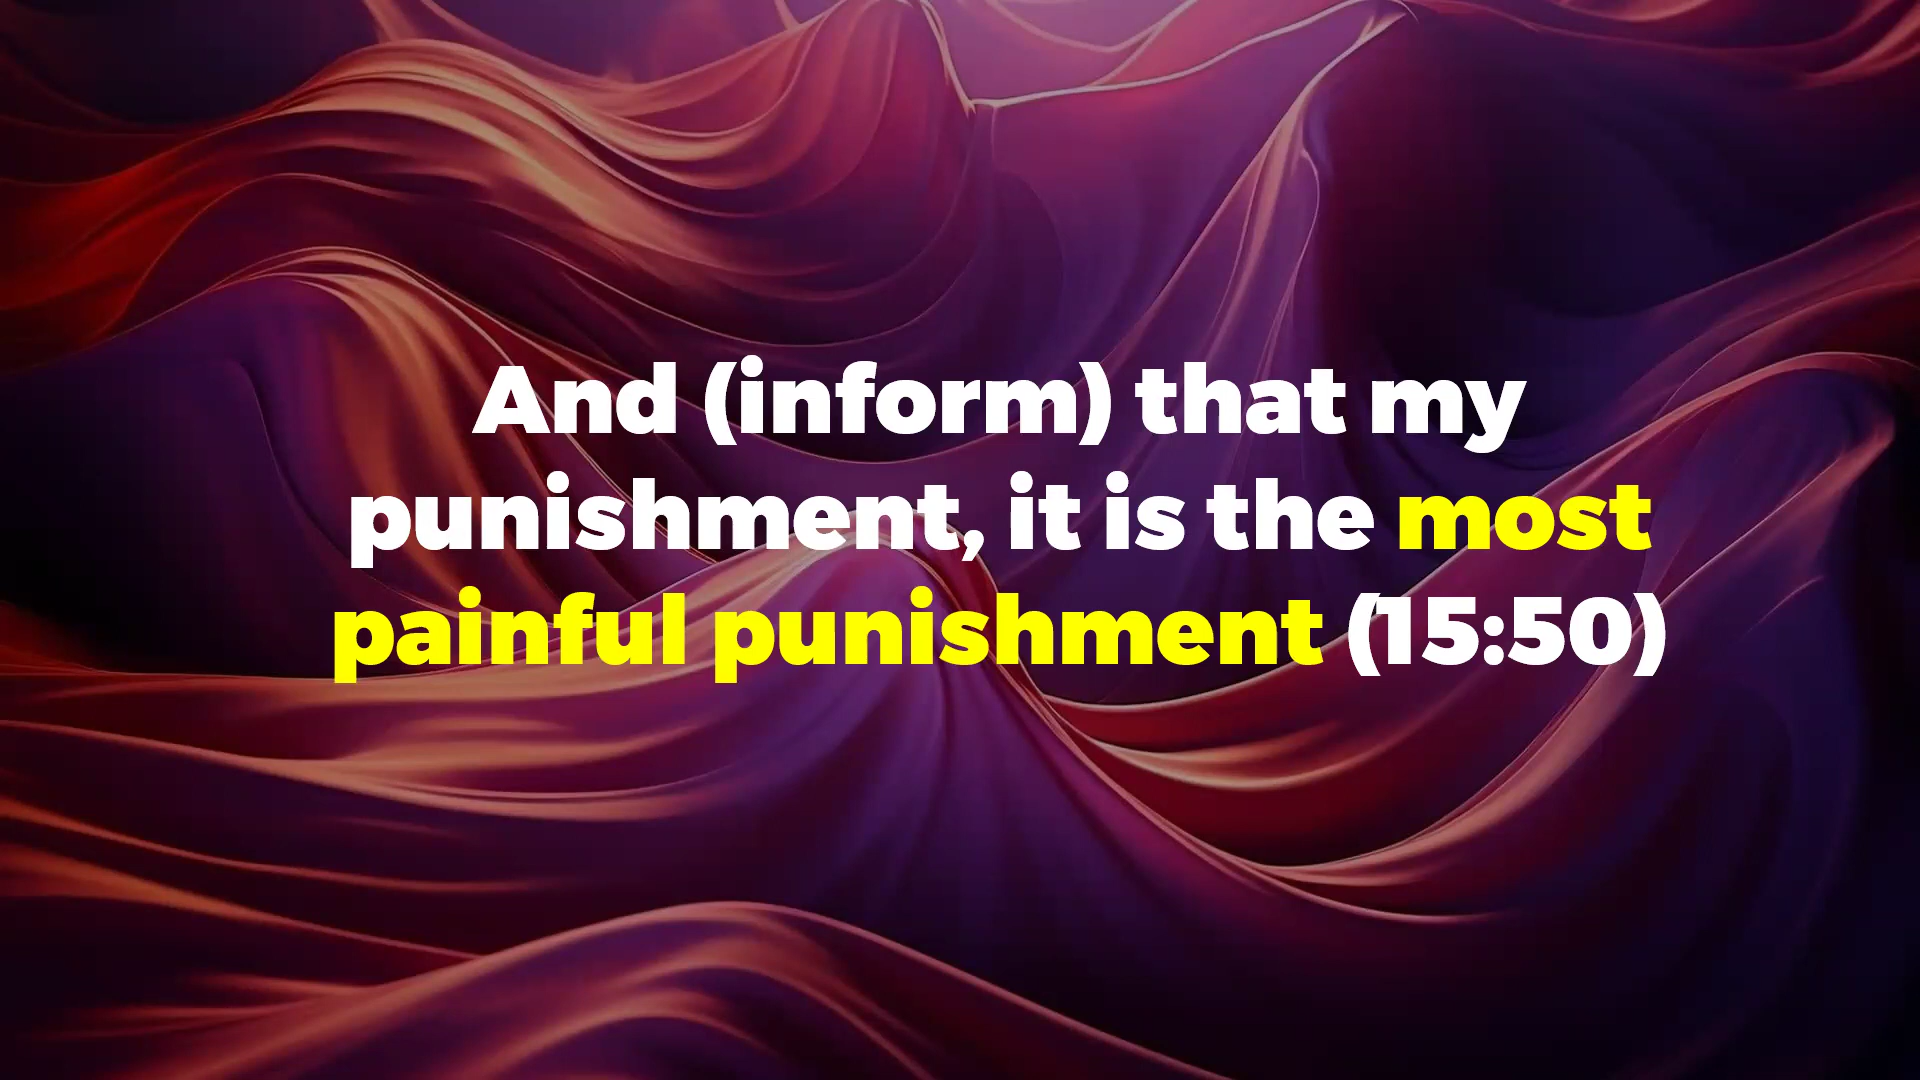 And (inform) that my
punishment, it is the most
painful punishment (15:50)